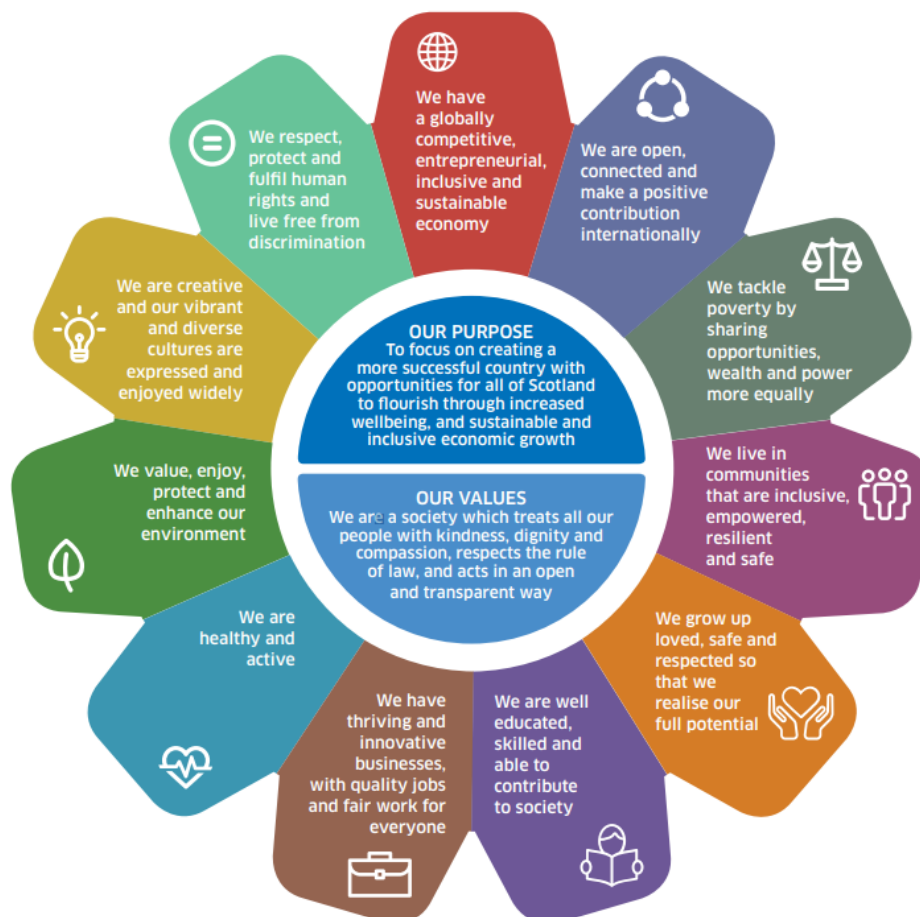 We have
a globally
competitive,
entrepreneurial,
inclusive and
sustainable
economy
We are open,
connected and
make a positive
contribution
internationally
We tackle
poverty by
sharing
opportunities,
wealth and power
more equally
We live in
communities
that are inclusive,
empowered,
resilient
and safe
We grow up
loved, safe and
respected so
that we
realise our
full potential
We are well
educated,
skilled and
able to
contribute
to society
We have
thriving and
innovative
businesses,
with quality jobs
and fair work for
everyone
We are
healthy and
active
We value, enjoy,
protect and
enhance our
environment
We are creative
and our vibrant
and diverse
cultures are
expressed and
enjoyed widely
We respect,
protect and
fulfil human
rights and
live free from
discrimination
OUR PURPOSE
To focus on creating a
more successful country with
opportunities for all of Scotland
to flourish through increased
wellbeing, and sustainable and
inclusive economic growth
OUR VALUES
We are a society which treats all our
people with kindness, dignity and
compassion, respects the rule
of law, and acts in an open
and transparent way